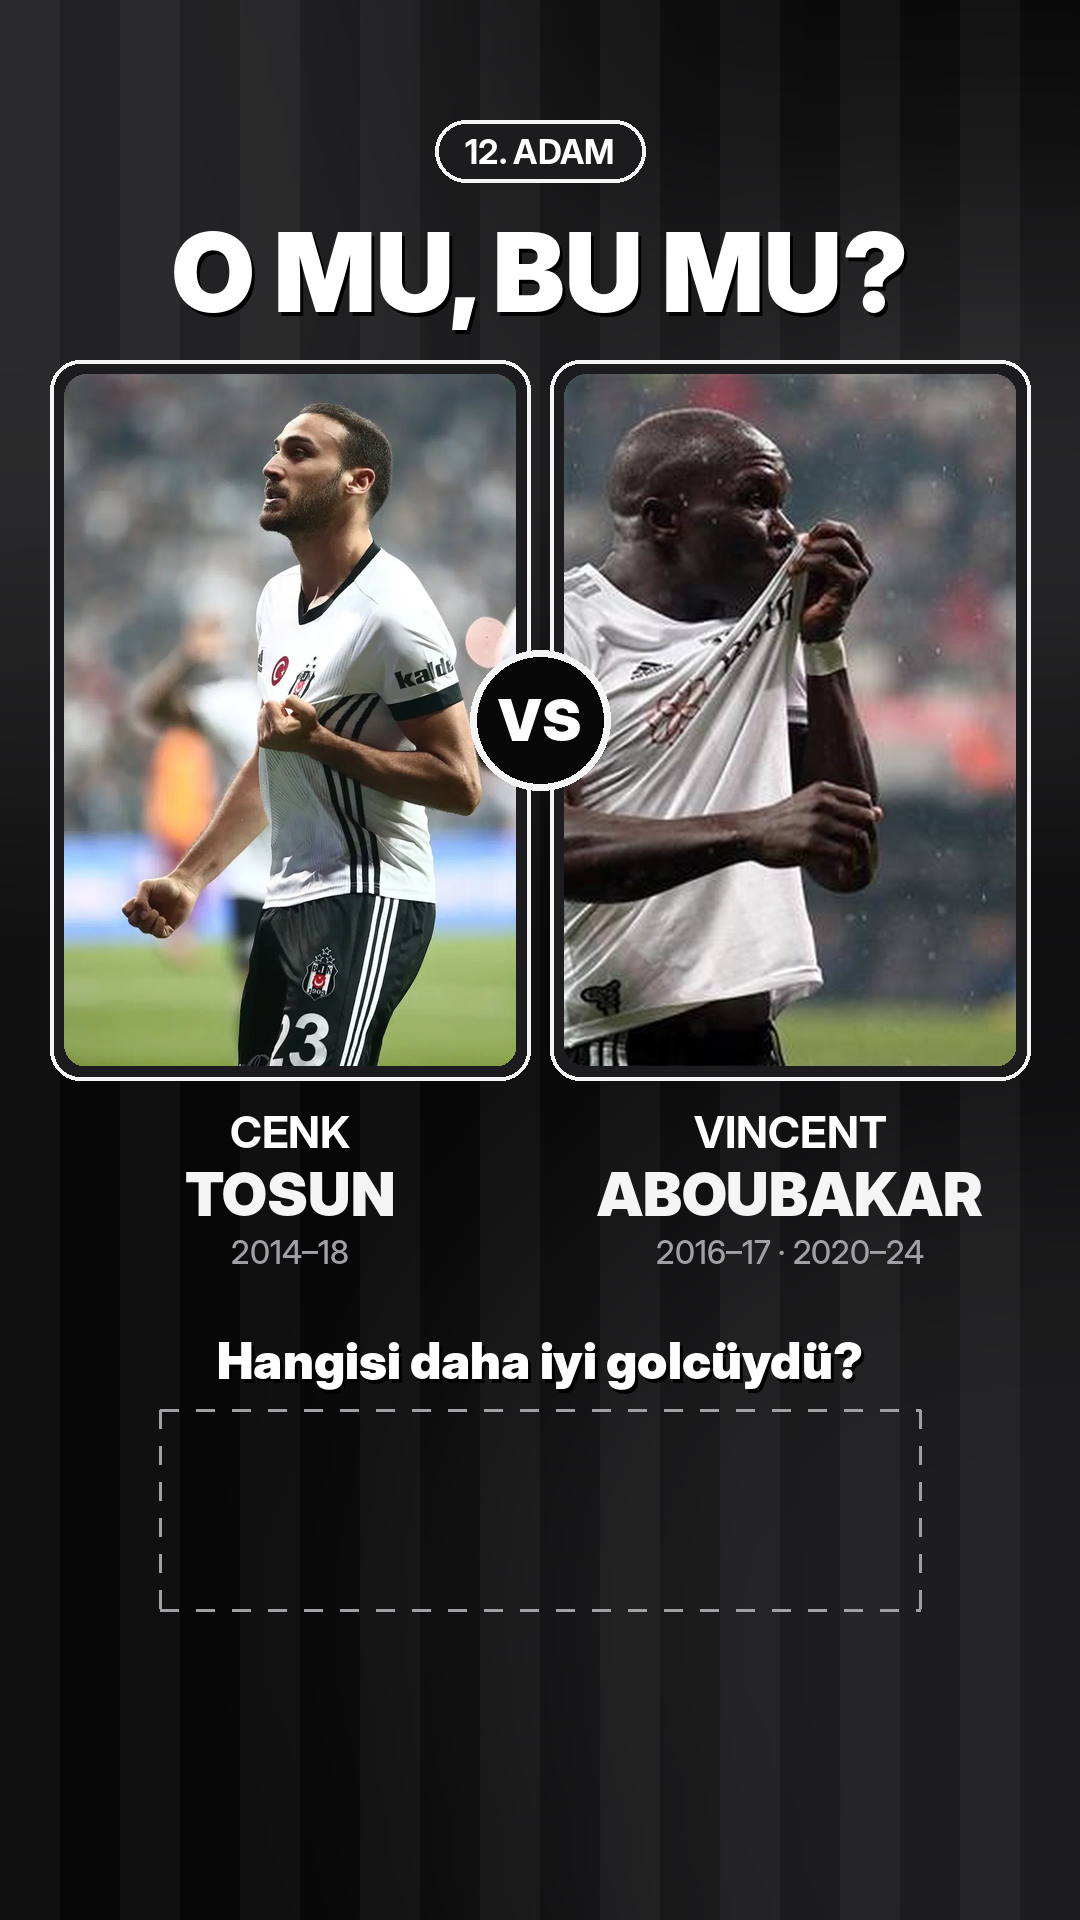 12. ADAM
O MU, BU MU?
VS
23
CENK
TOSUN
2014–18
VINCENT
ABOUBAKAR
2016–17 · 2020–24
Hangisi daha iyi golcüydü?